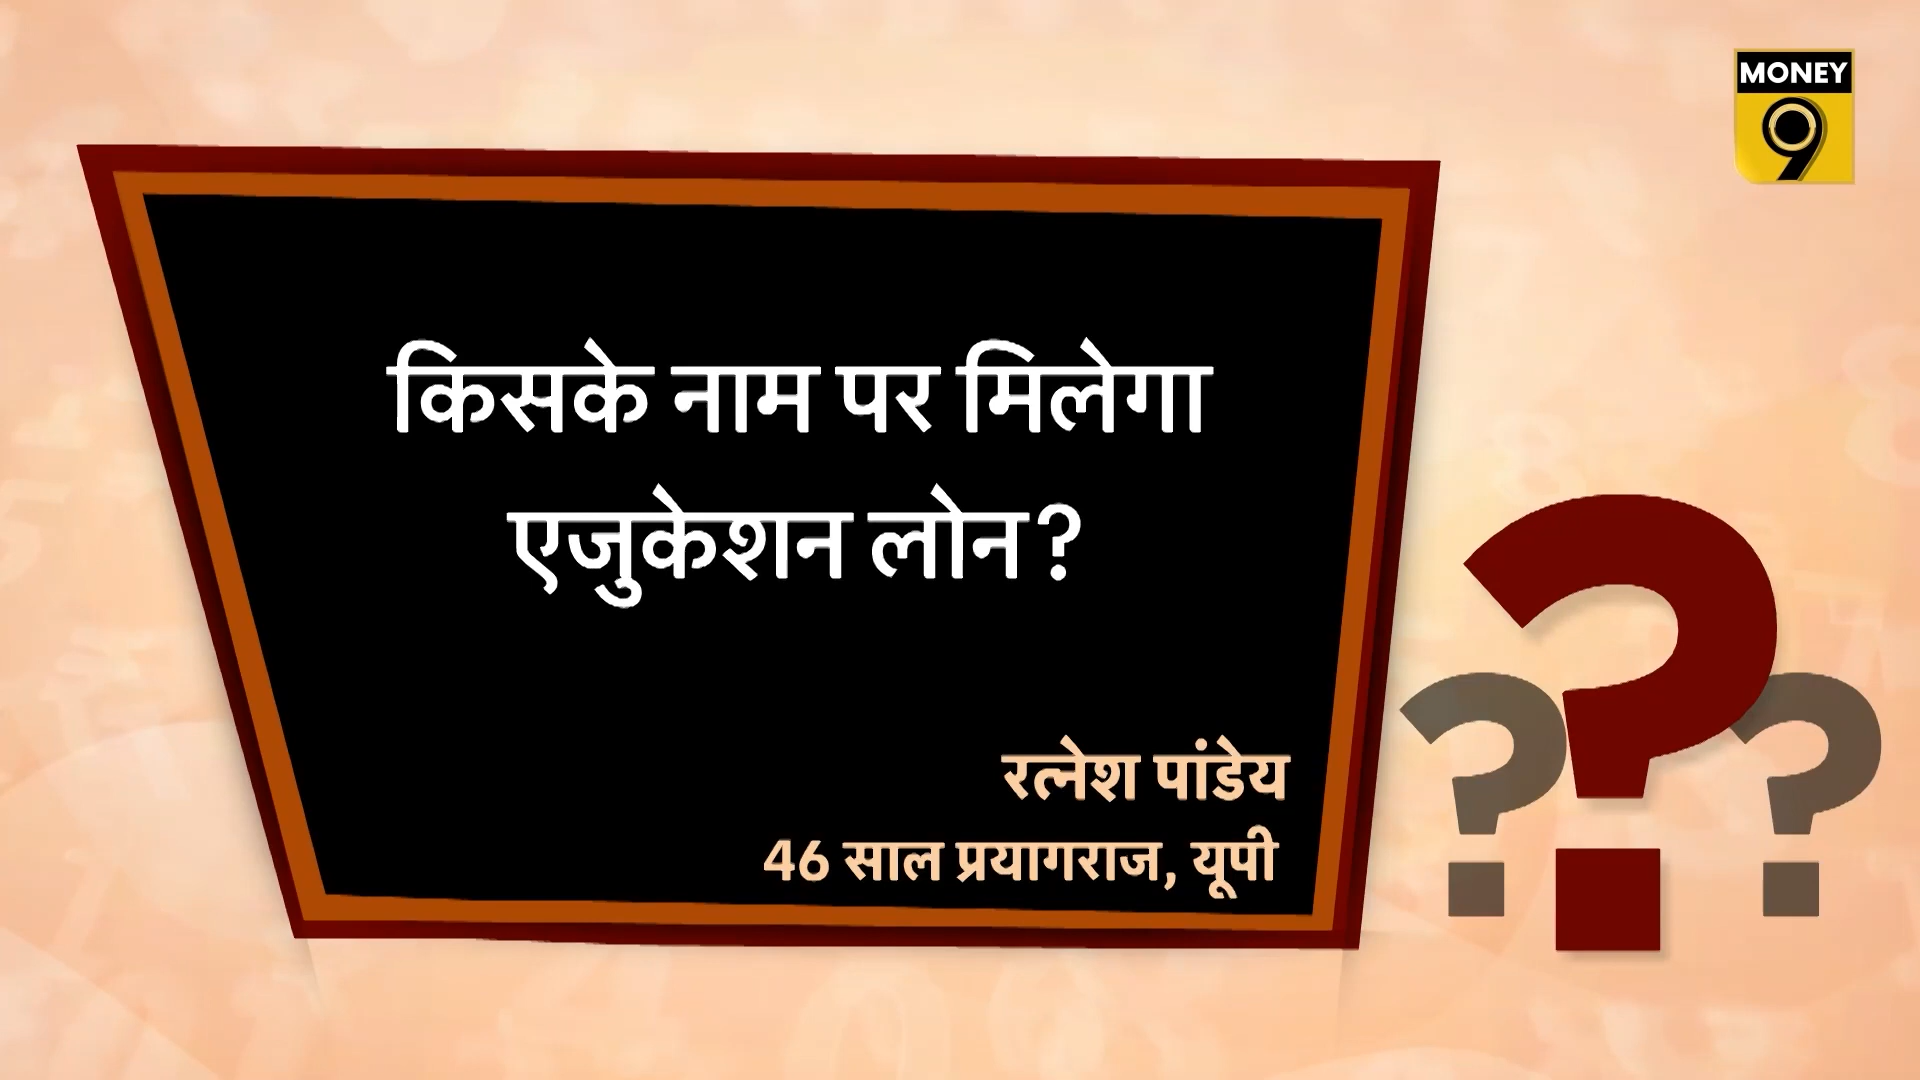 MONEY
9
किसके नाम पर मिलेगा
एजुकेशन लोन?
रत्नेश पांडेय
46 साल प्रयागराज, यूपी
? ? ?